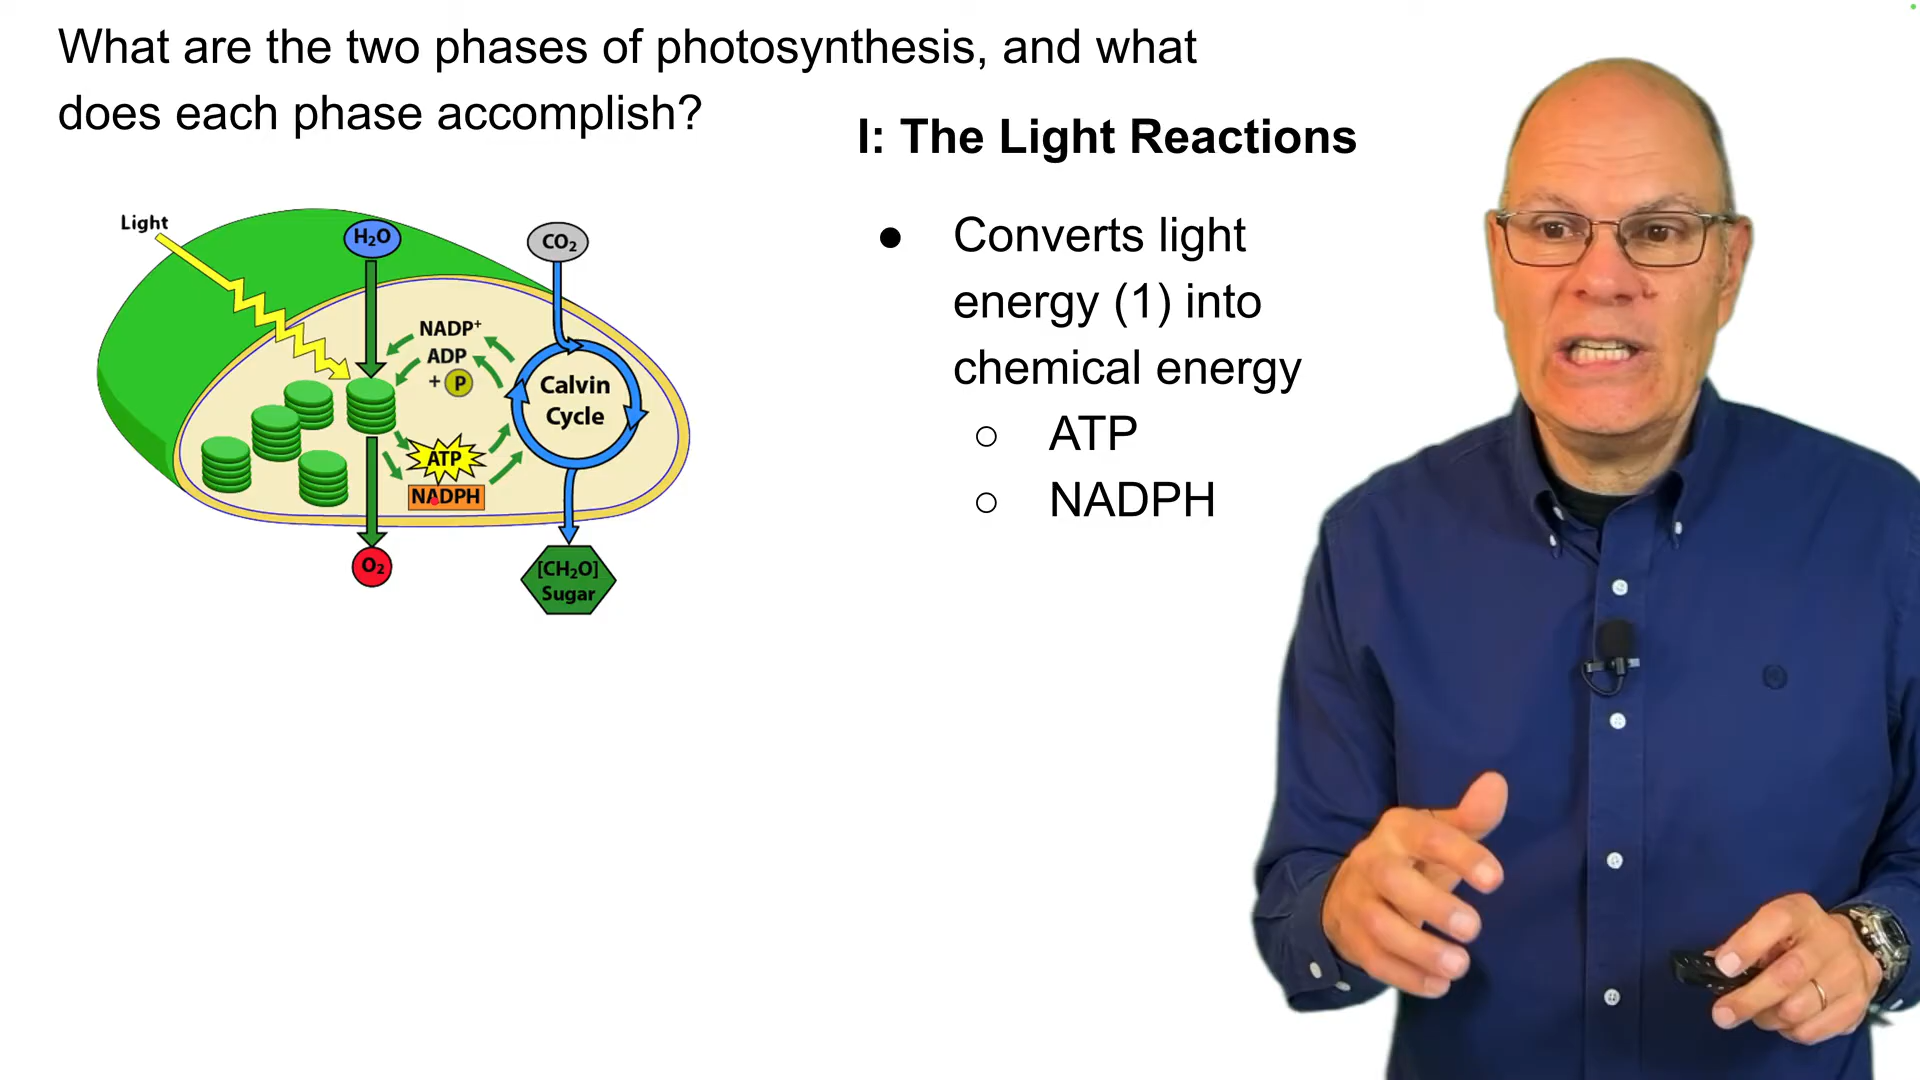 What are the two phases of photosynthesis, and what
does each phase accomplish?
I: The Light Reactions
● Converts light
energy (1) into
chemical energy
○ ATP
○ NADPH
Light
H₂O
CO₂
NADP⁺
ADP
+ P
Calvin
Cycle
ATP
NADPH
O₂
[CH₂O]
Sugar